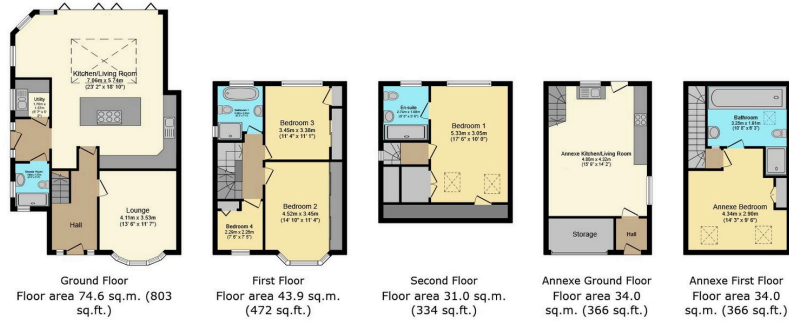 Kitchen/Living Room
7.06m x 5.74m
(23' 2" x 18' 10")
Utility
Hall
Lounge
4.11m x 3.53m
(13' 6" x 11' 7")
Ground Floor
Floor area 74.6 sq.m. (803
sq.ft.)
Bedroom 3
3.45m x 3.38m
(11' 4" x 11' 1")
Bedroom 2
4.52m x 3.45m
(14' 10" x 11' 4")
Bedroom 4
2.29m x 2.29m
(7' 6" x 7' 6")
First Floor
Floor area 43.9 sq.m.
(472 sq.ft.)
En-suite
Bedroom 1
5.33m x 3.05m
(17' 6" x 10' 0")
Second Floor
Floor area 31.0 sq.m.
(334 sq.ft.)
Annexe Kitchen/Living Room
4.80m x 4.32m
(15' 9" x 14' 2")
Storage
Hall
Annexe Ground Floor
Floor area 34.0
sq.m. (366 sq.ft.)
Bathroom
3.25m x 1.91m
(10' 8" x 6' 3")
Annexe Bedroom
4.34m x 2.90m
(14' 3" x 9' 6")
Annexe First Floor
Floor area 34.0
sq.m. (366 sq.ft.)